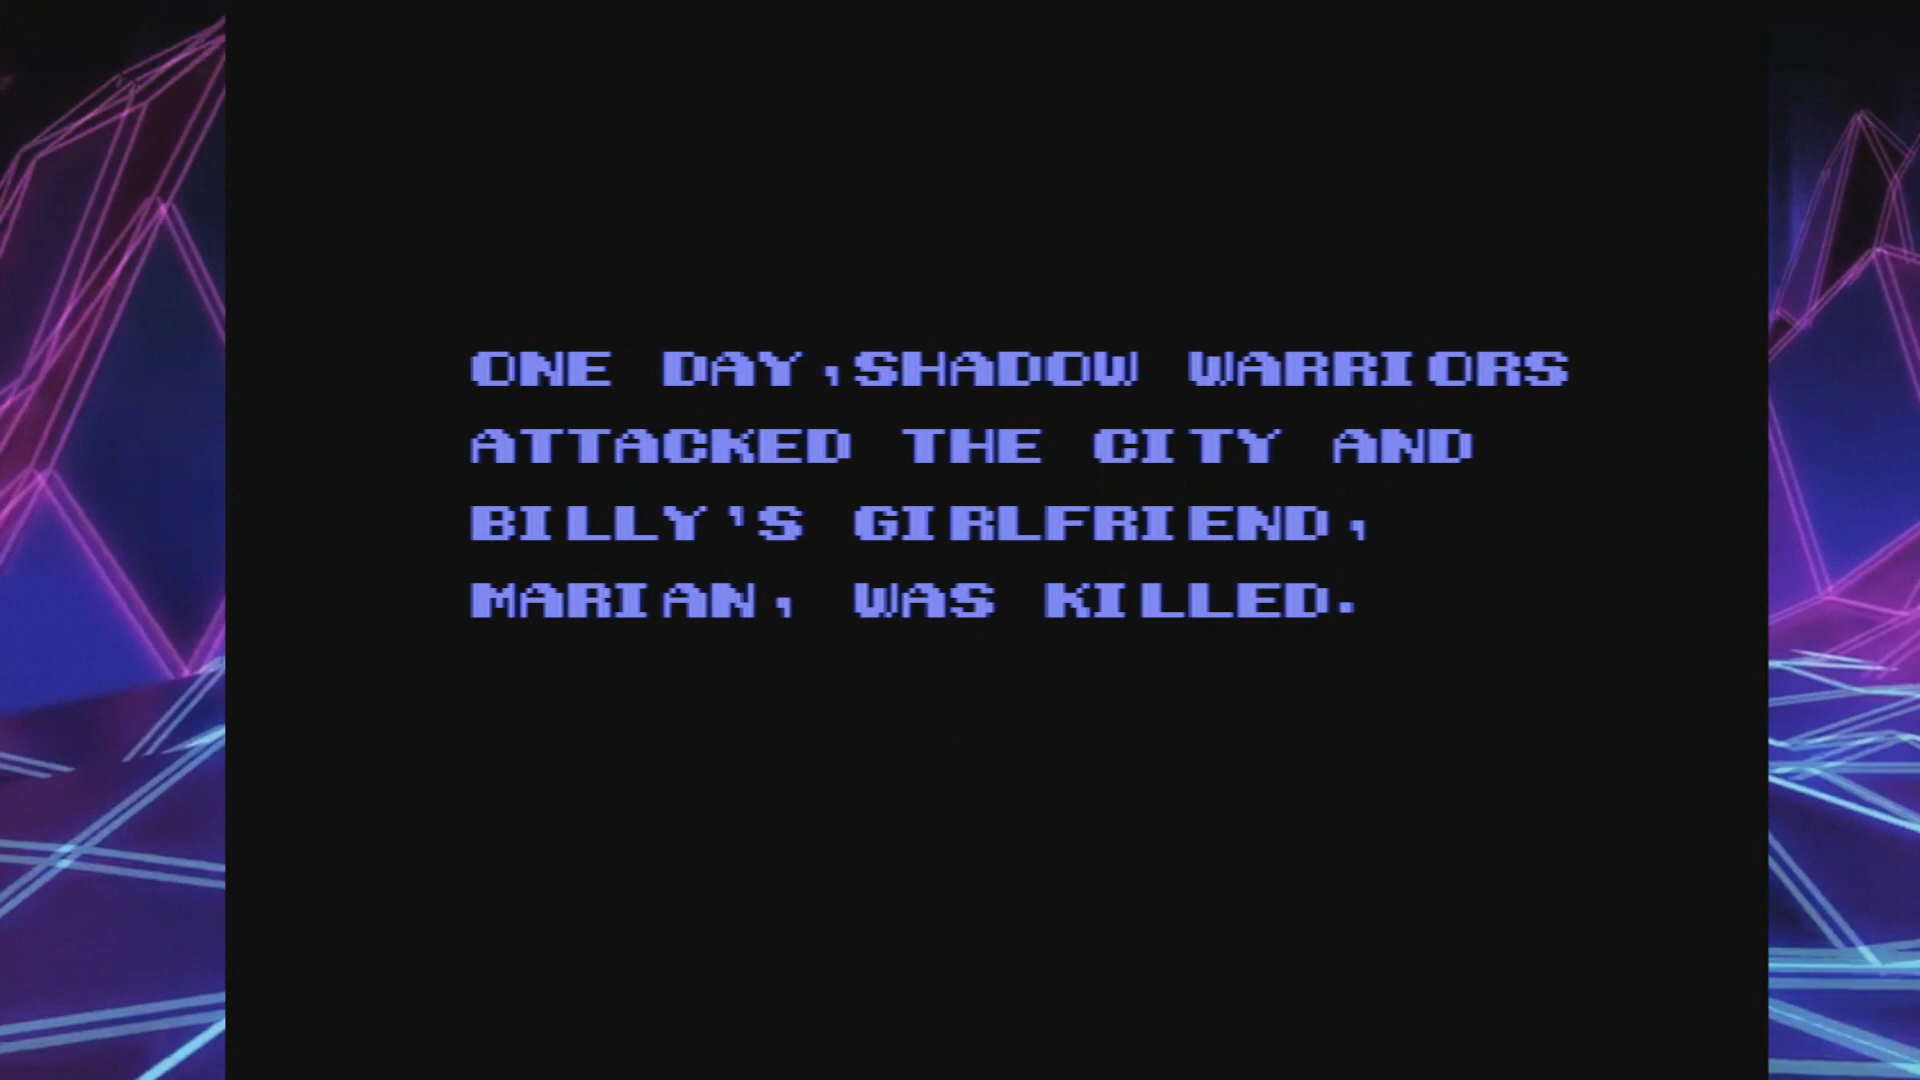 ONE DAY,SHADOW WARRIORS
ATTACKED THE CITY AND
BILLY'S GIRLFRIEND,
MARIAN, WAS KILLED.